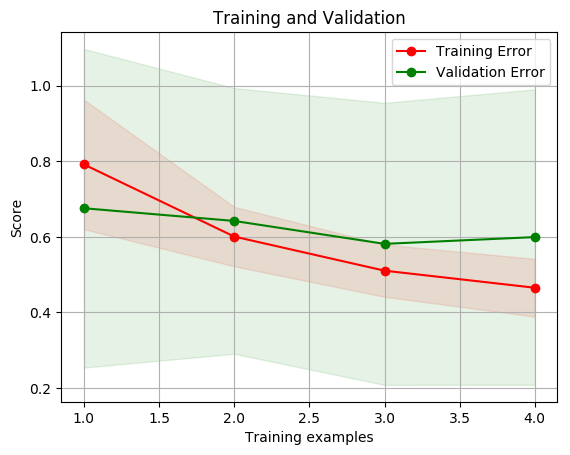 Training and Validation
Training Error
Validation Error
Score
1.0
0.8
0.6
0.4
0.2
1.0 1.5 2.0 2.5 3.0 3.5 4.0
Training examples